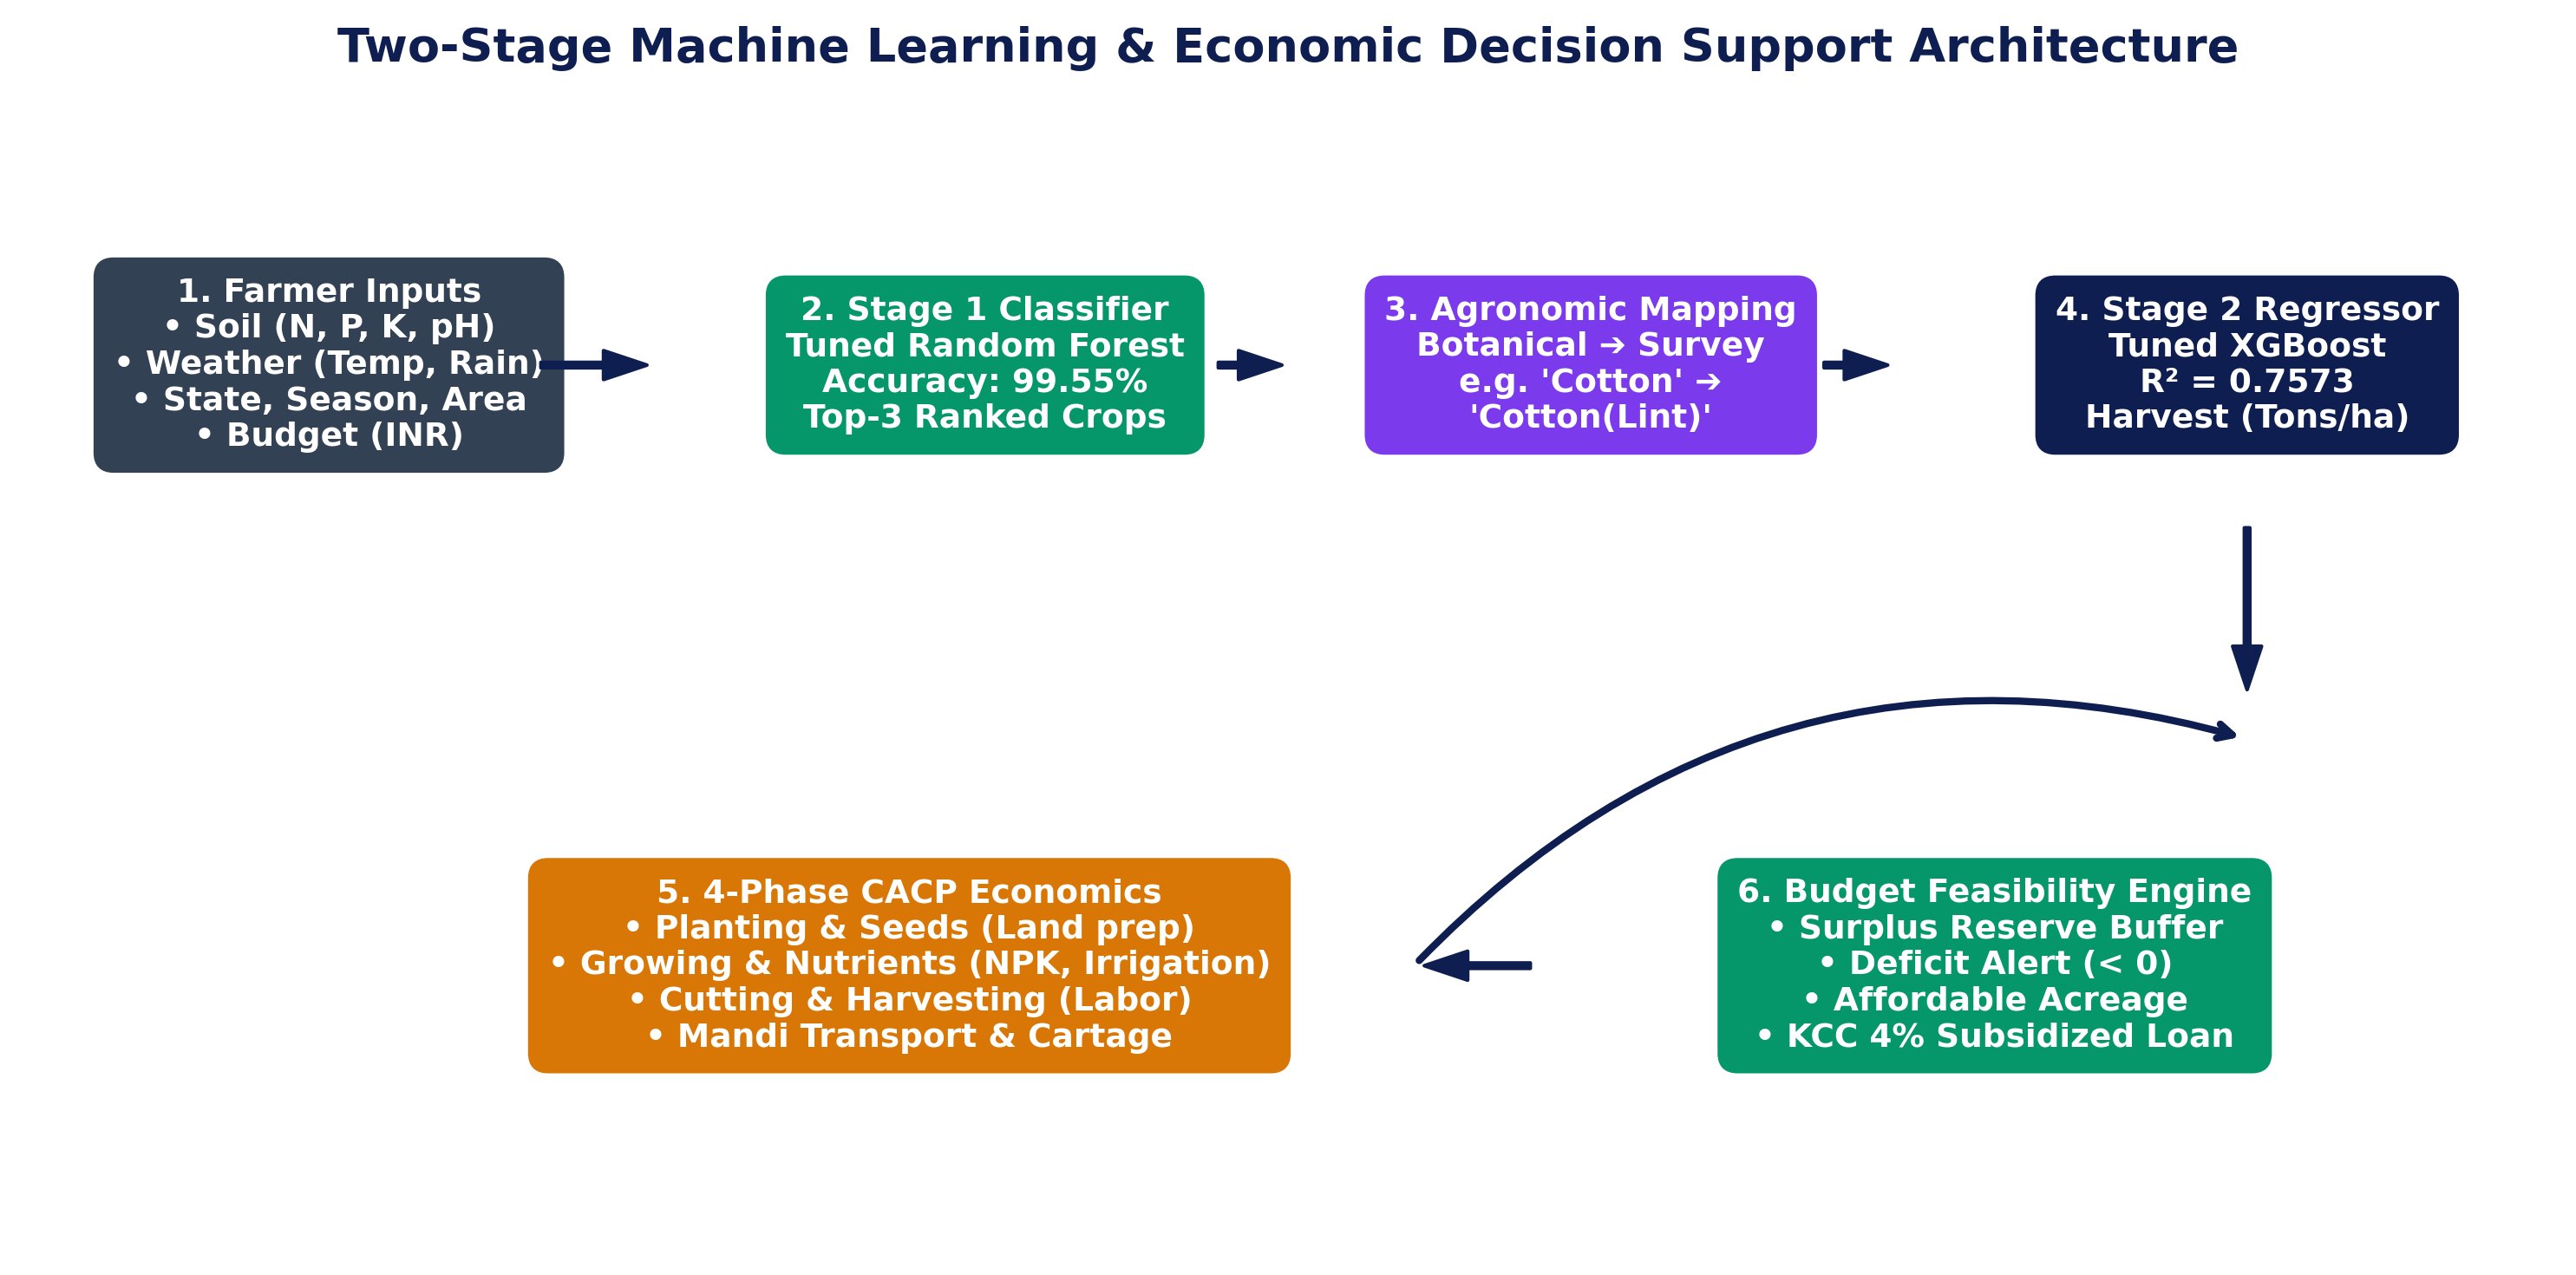 Two-Stage Machine Learning & Economic Decision Support Architecture
1. Farmer Inputs
• Soil (N, P, K, pH)
• Weather (Temp, Rain)
• State, Season, Area
• Budget (INR)
2. Stage 1 Classifier
Tuned Random Forest
Accuracy: 99.55%
Top-3 Ranked Crops
3. Agronomic Mapping
Botanical ➔ Survey
e.g. 'Cotton' ➔
'Cotton(Lint)'
4. Stage 2 Regressor
Tuned XGBoost
R² = 0.7573
Harvest (Tons/ha)
5. 4-Phase CACP Economics
• Planting & Seeds (Land prep)
• Growing & Nutrients (NPK, Irrigation)
• Cutting & Harvesting (Labor)
• Mandi Transport & Cartage
6. Budget Feasibility Engine
• Surplus Reserve Buffer
• Deficit Alert (< 0)
• Affordable Acreage
• KCC 4% Subsidized Loan